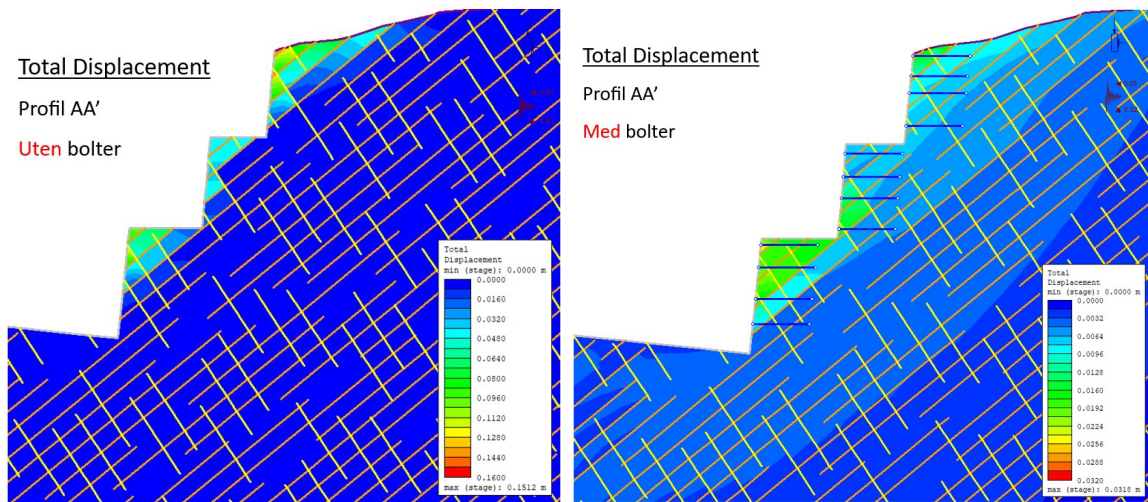 Total Displacement
Profil AA'
Uten bolter
Total
Displacement
min (stage): 0.0000 m
0.0000
0.0160
0.0320
0.0480
0.0640
0.0800
0.0960
0.1120
0.1280
0.1440
0.1600
max (stage): 0.1512 m
Total Displacement
Profil AA'
Med bolter
Total
Displacement
min (stage): 0.0000 m
0.0000
0.0032
0.0064
0.0096
0.0128
0.0160
0.0192
0.0224
0.0256
0.0288
0.0320
max (stage): 0.0318 m